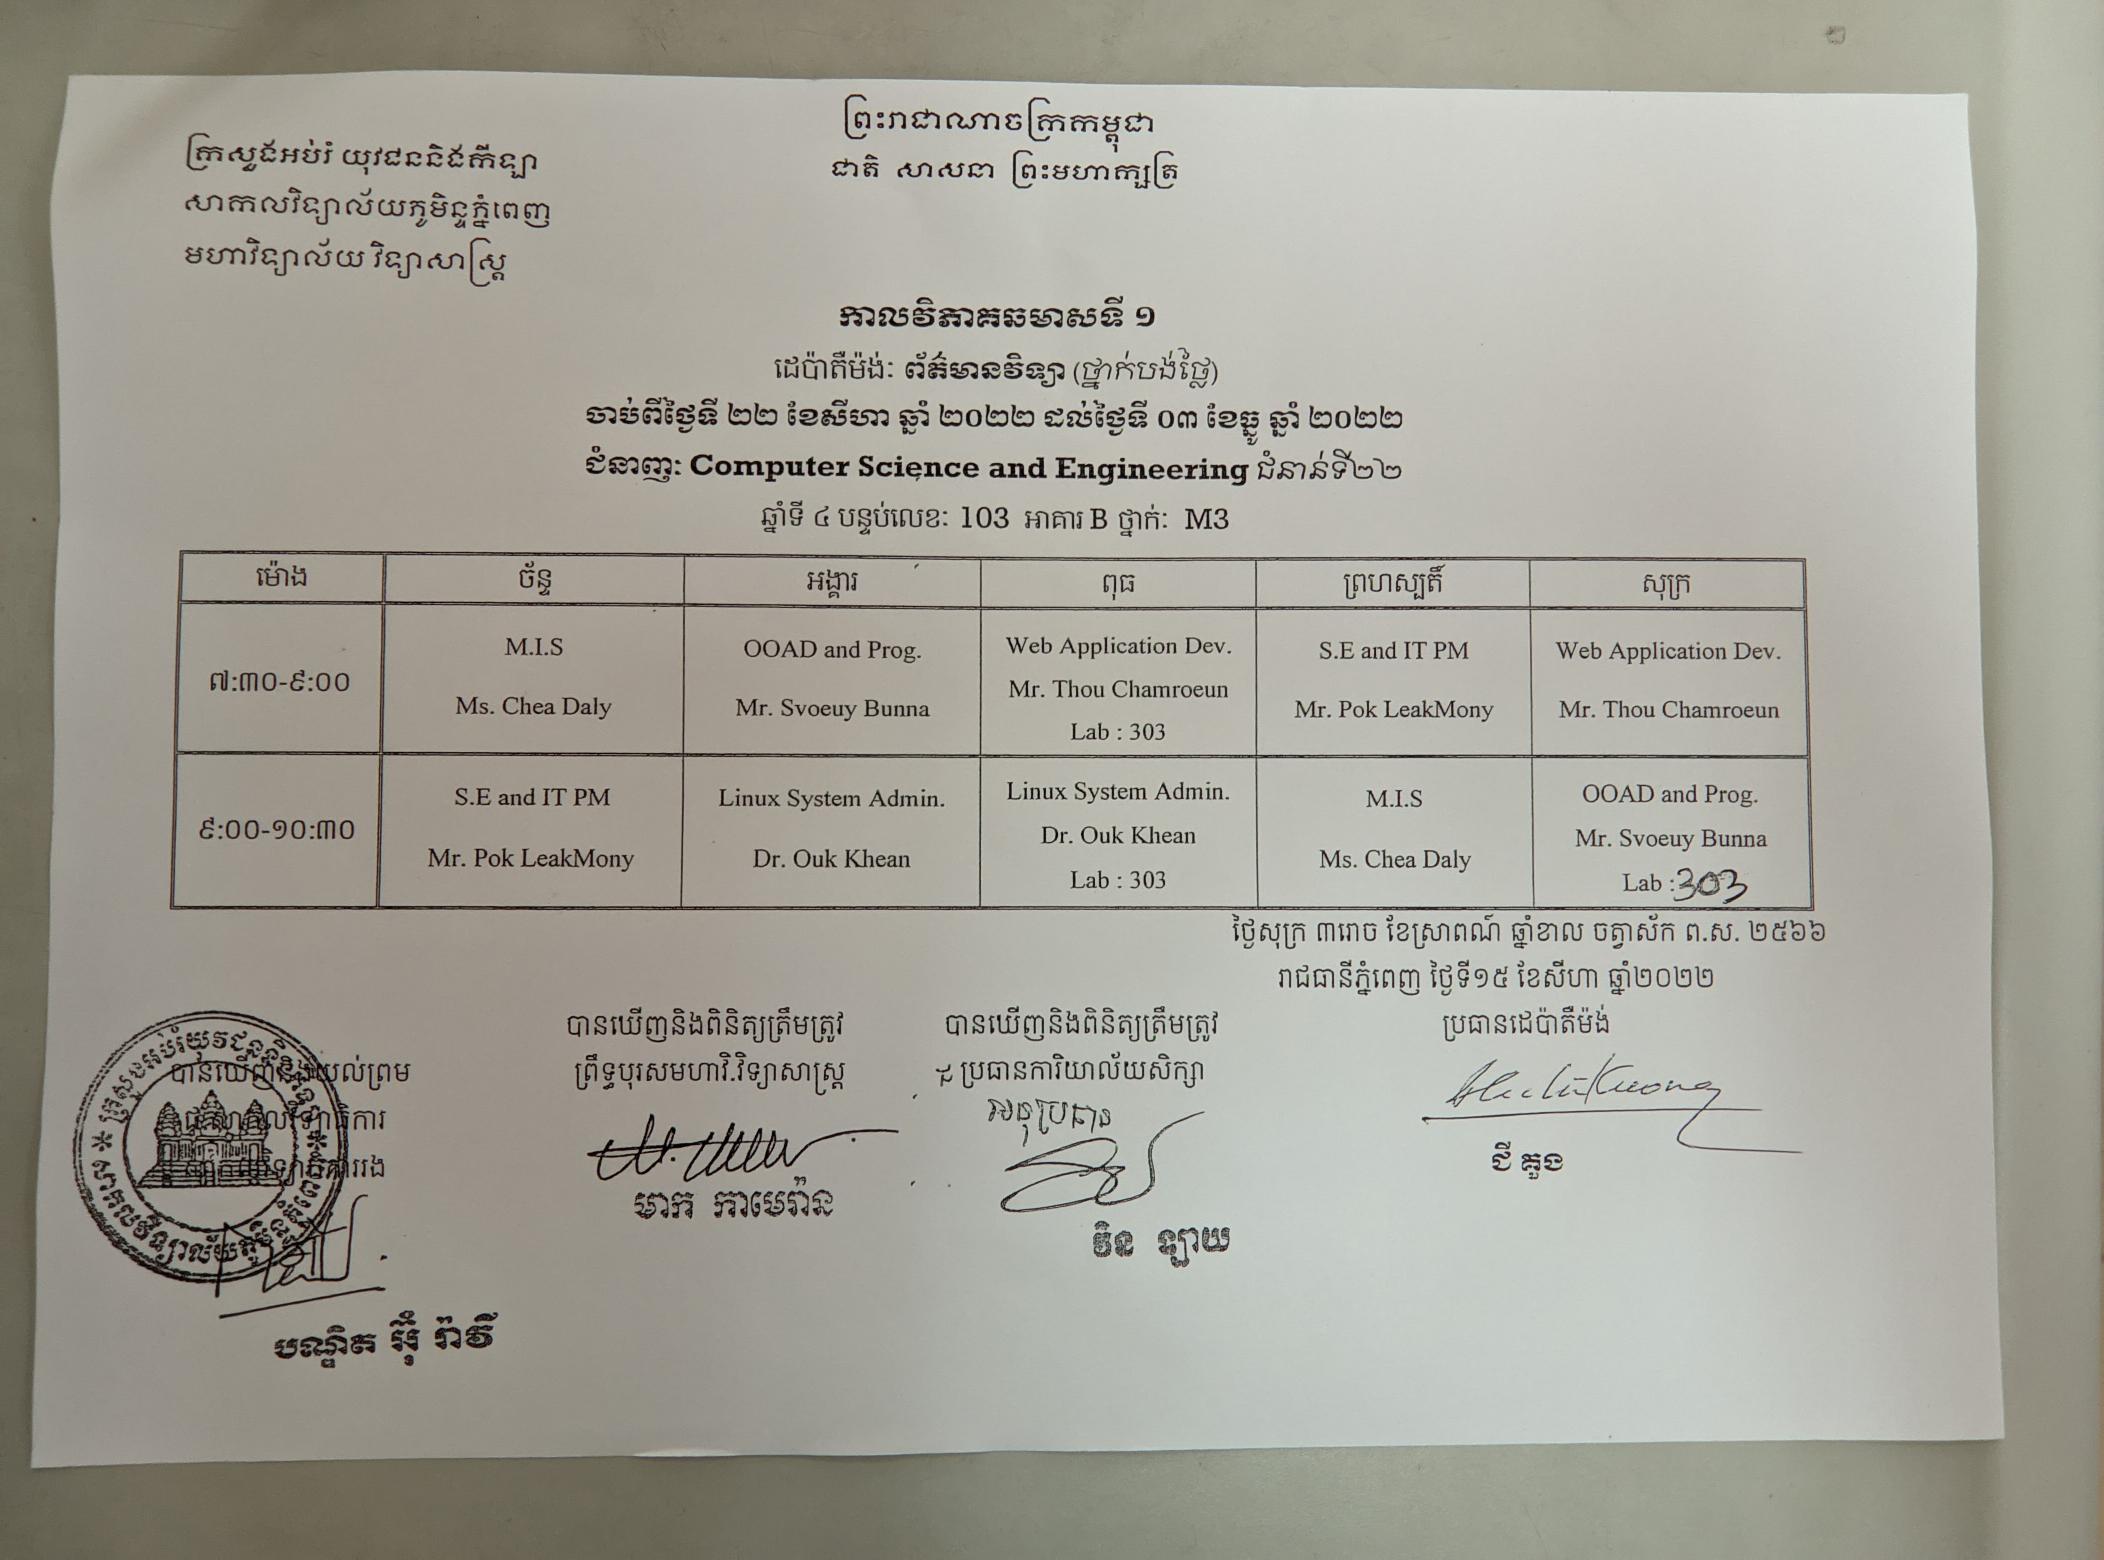 ព្រះរាជាណាចក្រកម្ពុជា
ជាតិ សាសនា ព្រះមហាក្សត្រ
ក្រសួងអប់រំ យុវជននិងកីឡា
សាកលវិទ្យាល័យភូមិន្ទភ្នំពេញ
មហាវិទ្យាល័យ វិទ្យាសាស្ត្រ
កាលវិភាគឆមាសទី ១
ដេប៉ាតឺម៉ង់: ព័ត៌មានវិទ្យា (ថ្នាក់បង់ថ្លៃ)
ចាប់ពីថ្ងៃទី ២២ ខែសីហា ឆ្នាំ ២០២២ ដល់ថ្ងៃទី ០៣ ខែធ្នូ ឆ្នាំ ២០២២
ជំនាញ: Computer Science and Engineering ជំនាន់ទី២២
ឆ្នាំទី ៤ បន្ទប់លេខ: 103 អាគារ B ថ្នាក់: M3
ម៉ោង ច័ន្ទ អង្គារ ពុធ ព្រហស្បតិ៍ សុក្រ
៧:៣០-៩:០០
M.I.S
Ms. Chea Daly
OOAD and Prog.
Mr. Svoeuy Bunna
Web Application Dev.
Mr. Thou Chamroeun
Lab : 303
S.E and IT PM
Mr. Pok LeakMony
Web Application Dev.
Mr. Thou Chamroeun
៩:00-១0:៣0
S.E and IT PM
Mr. Pok LeakMony
Linux System Admin.
Dr. Ouk Khean
Linux System Admin.
Dr. Ouk Khean
Lab : 303
M.I.S
Ms. Chea Daly
OOAD and Prog.
Mr. Svoeuy Bunna
Lab : 303
ថ្ងៃសុក្រ ៣រោច ខែស្រាពណ៍ ឆ្នាំខាល ចត្វាស័ក ព.ស. ២៥៦៦
រាជធានីភ្នំពេញ ថ្ងៃទី១៥ ខែសីហា ឆ្នាំ២០២២
បានឃើញនិងយល់ព្រម
បានឃើញនិងពិនិត្យត្រឹមត្រូវ
ព្រឹទ្ធបុរសមហាវិ.វិទ្យាសាស្ត្រ
មាក កាមេរ៉ាន
បានឃើញនិងពិនិត្យត្រឹមត្រូវ
ប្រធានការិយាល័យសិក្សា
អនុប្រធាន
ឡាយ
ប្រធានដេប៉ាតឺម៉ង់
ជី គួង
បណ្ឌិត អ៊ុំ រ៉ាវី